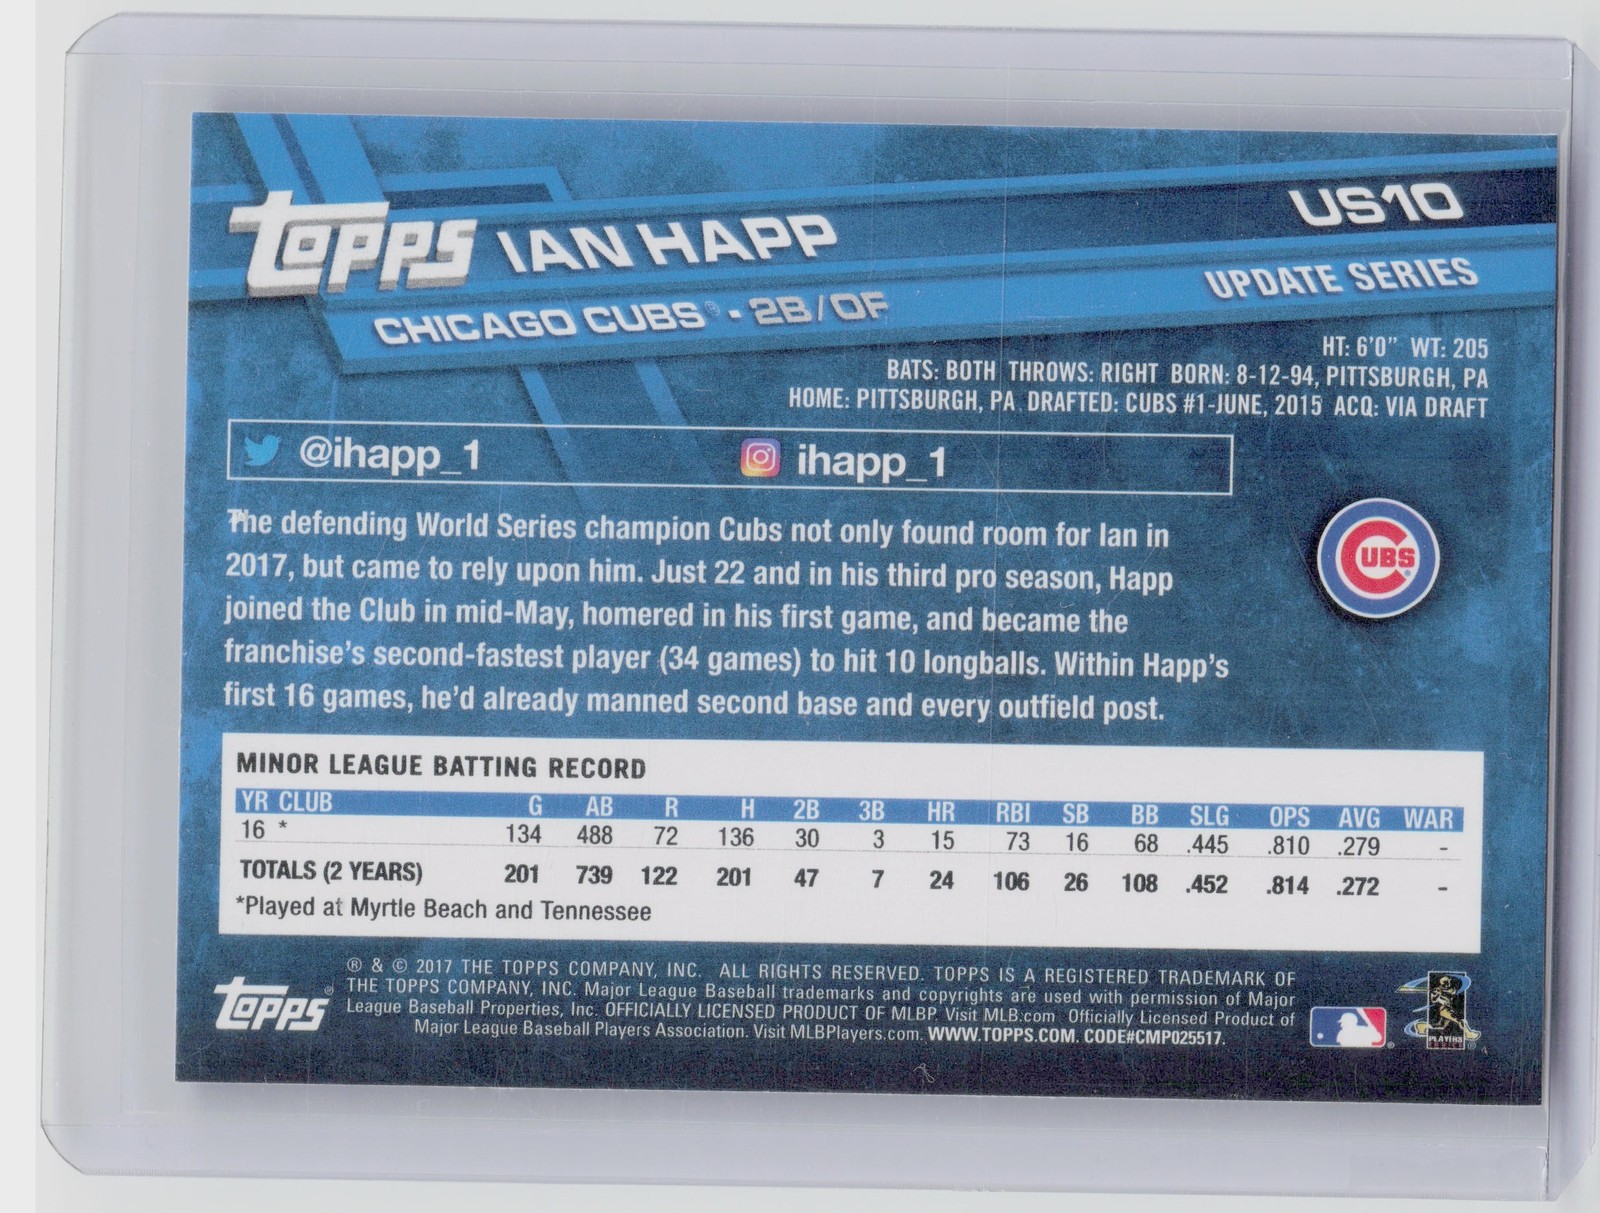 TOPPS IAN HAPP US10
CHICAGO CUBS® • 2B/OF UPDATE SERIES
HT: 6'0" WT: 205
BATS: BOTH THROWS: RIGHT BORN: 8-12-94, PITTSBURGH, PA
HOME: PITTSBURGH, PA DRAFTED: CUBS #1-JUNE, 2015 ACQ: VIA DRAFT
@ihapp_1 ihapp_1
The defending World Series champion Cubs not only found room for Ian in
2017, but came to rely upon him. Just 22 and in his third pro season, Happ
joined the Club in mid-May, homered in his first game, and became the
franchise's second-fastest player (34 games) to hit 10 longballs. Within Happ's
first 16 games, he'd already manned second base and every outfield post.
CUBS®
MINOR LEAGUE BATTING RECORD
YR CLUB G AB R H 2B 3B HR RBI SB BB SLG OPS AVG WAR
16 * 134 488 72 136 30 3 15 73 16 68 .445 .810 .279 -
TOTALS (2 YEARS) 201 739 122 201 47 7 24 106 26 108 .452 .814 .272 -
*Played at Myrtle Beach and Tennessee
® & © 2017 THE TOPPS COMPANY, INC. ALL RIGHTS RESERVED. TOPPS IS A REGISTERED TRADEMARK OF
THE TOPPS COMPANY, INC. Major League Baseball trademarks and copyrights are used with permission of Major
League Baseball Properties, Inc. OFFICIALLY LICENSED PRODUCT OF MLBP. Visit MLB.com Officially Licensed Product of
Major League Baseball Players Association. Visit MLBPlayers.com. WWW.TOPPS.COM. CODE#CMP025517.
TOPPS®
PLAYERS